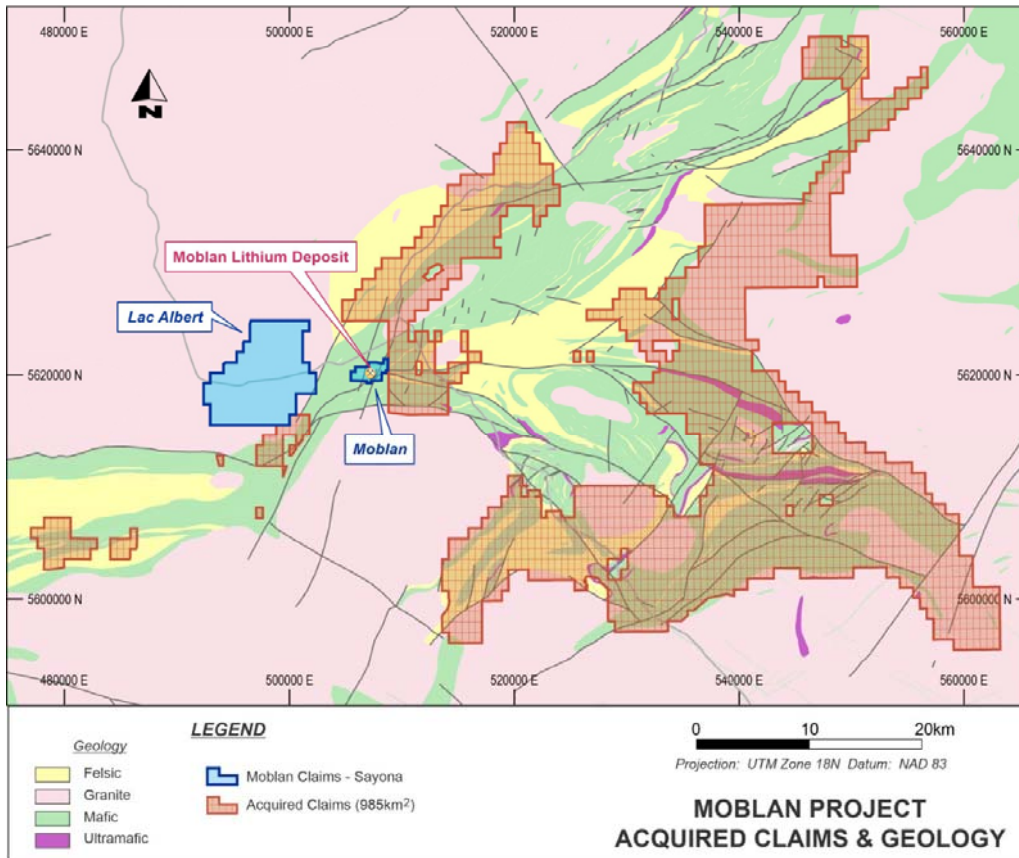 480000 E
500000 E
520000 E
540000 E
560000 E
N
5640000 N
5640000 N
Moblan Lithium Deposit
Lac Albert
5620000 N
5620000 N
Moblan
5600000 N
5600000 N
480000 E
500000 E
520000 E
540000 E
560000 E
LEGEND
Geology
Felsic
Granite
Mafic
Ultramafic
Moblan Claims - Sayona
Acquired Claims (985km²)
0 10 20km
Projection: UTM Zone 18N Datum: NAD 83
MOBLAN PROJECT
ACQUIRED CLAIMS & GEOLOGY